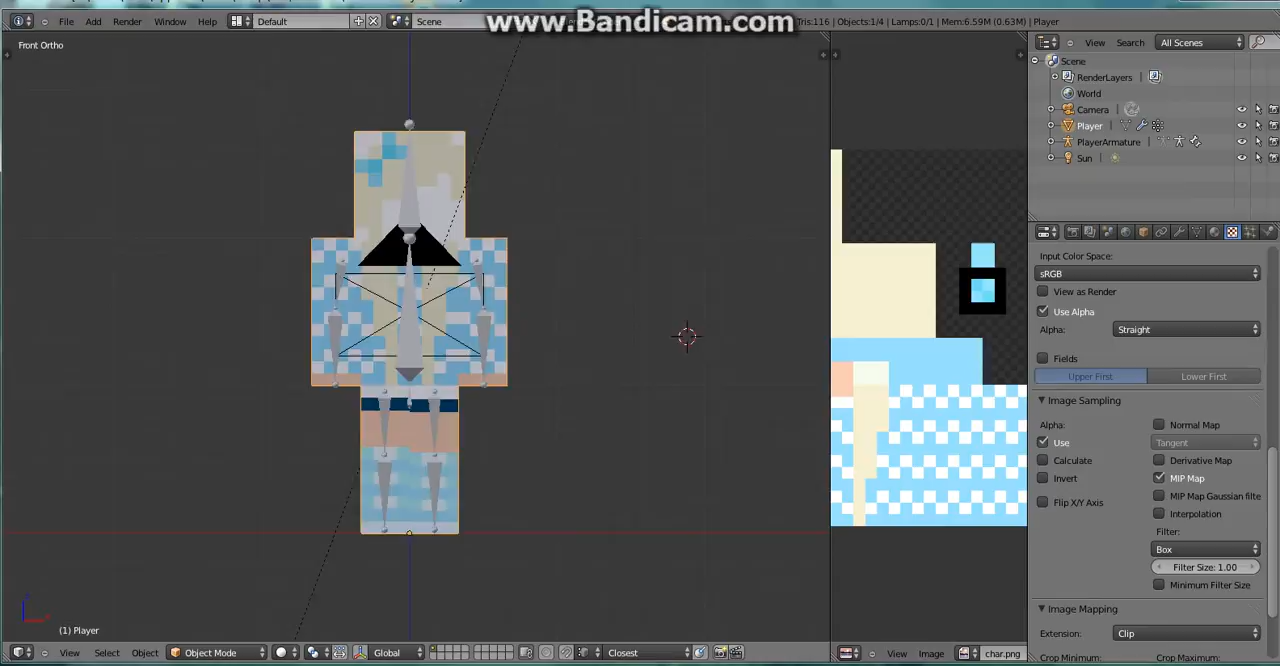 File Add Render Window Help Default Scene www.Bandicam.com Tris:116 | Objects:1/4 | Lamps:0/1 | Mem:6.59M (0.63M) | Player
Front Ortho
View Search All Scenes
Scene
RenderLayers
World
Camera
Player
PlayerArmature
Sun
Input Color Space:
sRGB
View as Render
Use Alpha
Alpha: Straight
Fields
Upper First Lower First
Image Sampling
Alpha: Normal Map
Use Tangent
Calculate Derivative Map
Invert MIP Map
Flip X/Y Axis MIP Map Gaussian filte
Interpolation
Filter:
Box
Filter Size: 1.00
Minimum Filter Size
Image Mapping
Extension: Clip
Crop Minimum: Crop Maximum:
(1) Player
View Select Object Object Mode Global Closest View Image char.png